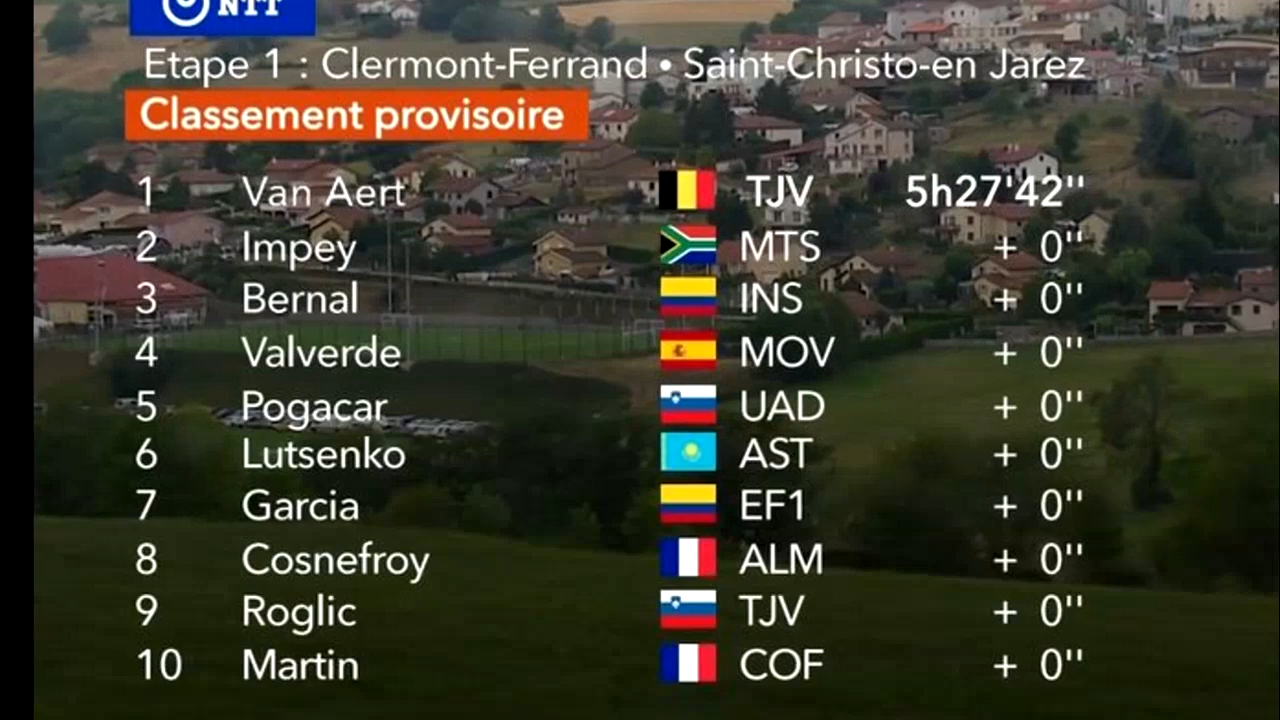 NTT
Etape 1 : Clermont-Ferrand • Saint-Christo-en Jarez
Classement provisoire
1 Van Aert TJV 5h27'42''
2 Impey MTS + 0''
3 Bernal INS + 0''
4 Valverde MOV + 0''
5 Pogacar UAD + 0''
6 Lutsenko AST + 0''
7 Garcia EF1 + 0''
8 Cosnefroy ALM + 0''
9 Roglic TJV + 0''
10 Martin COF + 0''